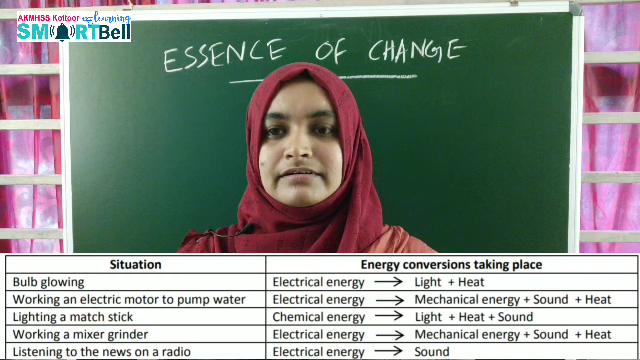 AKMHSS Kottoor eLearning
SMARTBell
ESSENCE OF CHANGE
Situation Energy conversions taking place
Bulb glowing Electrical energy → Light + Heat
Working an electric motor to pump water Electrical energy → Mechanical energy + Sound + Heat
Lighting a match stick Chemical energy → Light + Heat + Sound
Working a mixer grinder Electrical energy → Mechanical energy + Sound + Heat
Listening to the news on a radio Electrical energy → Sound